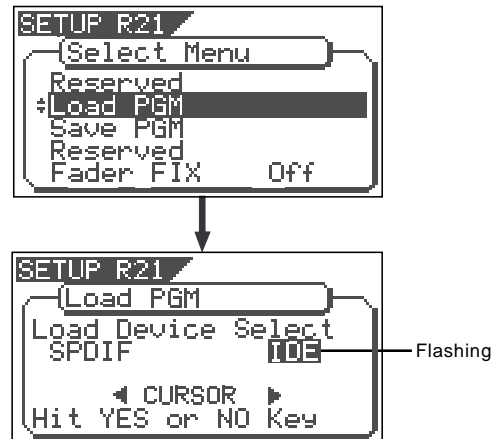 SETUP R21
Select Menu
Reserved
Load PGM
Save PGM
Reserved
Fader FIX Off
SETUP R21
Load PGM
Load Device Select
SPDIF IDE
Flashing
◀ CURSOR ▶
Hit YES or NO Key